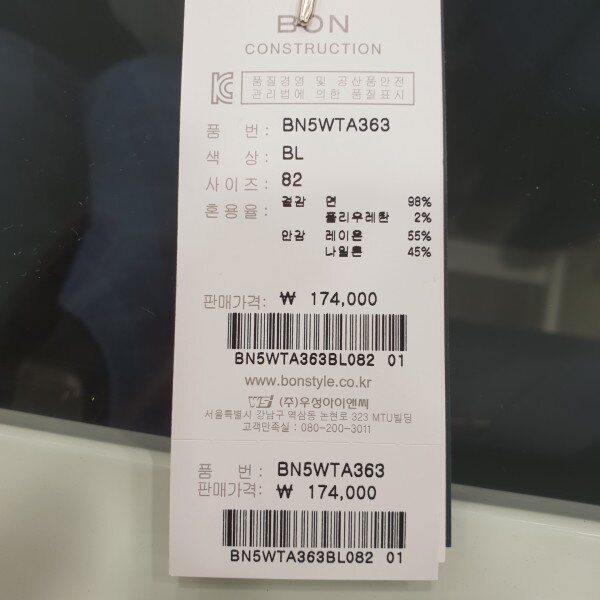 BON
CONSTRUCTION
품질경영 및 공산품안전
관리법에 의한 품질표시
품 번: BN5WTA363
색 상: BL
사이즈: 82
혼용율: 겉감 면 98%
폴리우레탄 2%
안감 레이온 55%
나일론 45%
판매가격: ₩ 174,000
BN5WTA363BL082 01
www.bonstyle.co.kr
(주)우성아이앤씨
서울특별시 강남구 역삼동 논현로 323 MTU빌딩
고객만족실 : 080-200-3011
품 번: BN5WTA363
판매가격: ₩ 174,000
BN5WTA363BL082 01